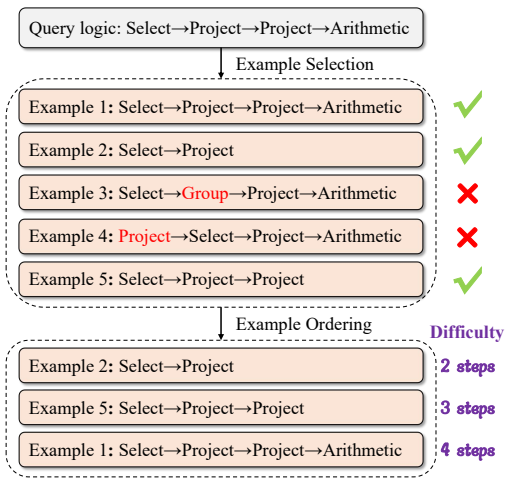 Query logic: Select→Project→Project→Arithmetic
Example Selection
Example 1: Select→Project→Project→Arithmetic
Example 2: Select→Project
Example 3: Select→Group→Project→Arithmetic
Example 4: Project→Select→Project→Arithmetic
Example 5: Select→Project→Project
Example Ordering
Difficulty
Example 2: Select→Project 2 steps
Example 5: Select→Project→Project 3 steps
Example 1: Select→Project→Project→Arithmetic 4 steps